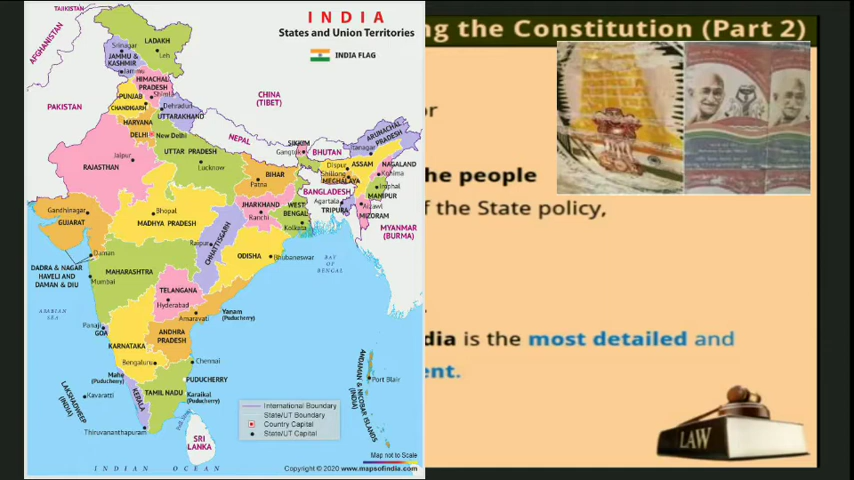 INDIA
States and Union Territories
INDIA FLAG
TAJIKISTAN
AFGHANISTAN
PAKISTAN
CHINA
(TIBET)
NEPAL
BHUTAN
BANGLADESH
MYANMAR
(BURMA)
SRI
LANKA
LADAKH
Leh
Srinagar
JAMMU &
KASHMIR
Jammu
HIMACHAL
PRADESH
Shimla
PUNJAB
CHANDIGARH
Dehradun
UTTARAKHAND
HARYANA
DELHI
New Delhi
RAJASTHAN
Jaipur
UTTAR PRADESH
Lucknow
BIHAR
Patna
SIKKIM
Gangtok
ARUNACHAL
PRADESH
Itanagar
Dispur
ASSAM
Shillong
MEGHALAYA
NAGALAND
Kohima
Imphal
MANIPUR
Aizawl
MIZORAM
Agartala
TRIPURA
Gandhinagar
GUJARAT
Bhopal
MADHYA PRADESH
JHARKHAND
Ranchi
WEST
BENGAL
Kolkata
CHHATTISGARH
Raipur
ODISHA
Bhubaneswar
Daman
DADRA & NAGAR
HAVELI AND
DAMAN & DIU
MAHARASHTRA
Mumbai
TELANGANA
Hyderabad
Amaravati
Yanam
(Puducherry)
ARABIAN
SEA
BAY
OF
BENGAL
Panaji
GOA
KARNATAKA
ANDHRA
PRADESH
Bengaluru
Chennai
Mahe
(Puducherry)
PUDUCHERRY
KERALA
TAMIL NADU
Karaikal
(Puducherry)
LAKSHADWEEP
(INDIA)
Kavaratti
Thiruvananthapuram
ANDAMAN & NICOBAR ISLANDS
(INDIA)
Port Blair
International Boundary
State/UT Boundary
Country Capital
State/UT Capital
Map not to Scale
INDIAN OCEAN
Copyright © 2020 www.mapsofindia.com
ng the Constitution (Part 2)
or
the people
f the State policy,
dia is the most detailed and
ent.
LAW